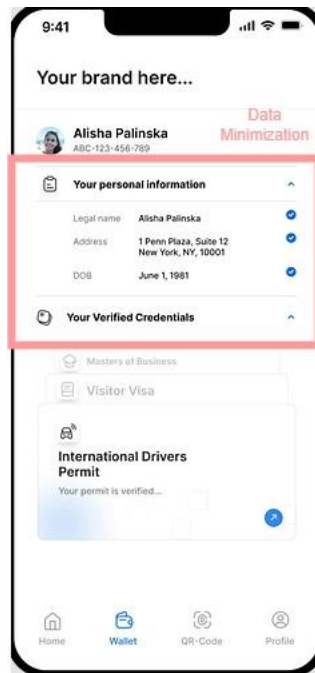 9:41
Your brand here...
Data
Minimization
Alisha Palinska
ABC-123-456-789
Your personal information
Legal name Alisha Palinska
Address 1 Penn Plaza, Suite 12
New York, NY, 10001
DOB June 1, 1981
Your Verified Credentials
Masters of Business
Visitor Visa
International Drivers
Permit
Your permit is verified...
Home Wallet QR-Code Profile